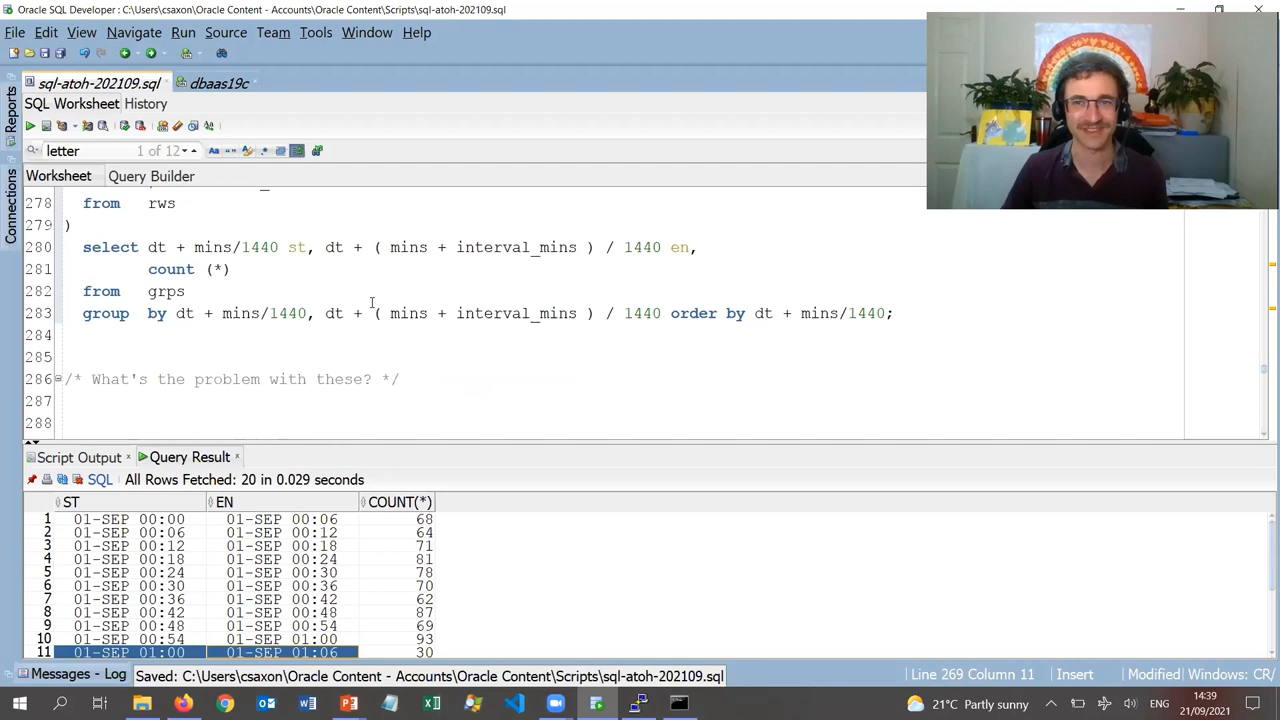 Oracle SQL Developer : C:\Users\csaxon\Oracle Content - Accounts\Oracle Content\Scripts\sql-atoh-202109.sql
File Edit View Navigate Run Source Team Tools Window Help
sql-atoh-202109.sql dbaas19c
SQL Worksheet History
letter 1 of 12
Worksheet Query Builder
Reports
Connections
278 from rws
279 )
280 select dt + mins/1440 st, dt + ( mins + interval_mins ) / 1440 en,
281 count (*)
282 from grps
283 group by dt + mins/1440, dt + ( mins + interval_mins ) / 1440 order by dt + mins/1440;
284
285
286 /* What's the problem with these? */
287
288
Script Output Query Result
SQL All Rows Fetched: 20 in 0.029 seconds
ST EN COUNT(*)
1 01-SEP 00:00 01-SEP 00:06 68
2 01-SEP 00:06 01-SEP 00:12 64
3 01-SEP 00:12 01-SEP 00:18 71
4 01-SEP 00:18 01-SEP 00:24 81
5 01-SEP 00:24 01-SEP 00:30 78
6 01-SEP 00:30 01-SEP 00:36 70
7 01-SEP 00:36 01-SEP 00:42 62
8 01-SEP 00:42 01-SEP 00:48 87
9 01-SEP 00:48 01-SEP 00:54 69
10 01-SEP 00:54 01-SEP 01:00 93
11 01-SEP 01:00 01-SEP 01:06 30
Messages - Log Saved: C:\Users\csaxon\Oracle Content - Accounts\Oracle Content\Scripts\sql-atoh-202109.sql
Line 269 Column 11 Insert Modified Windows: CR/
21°C Partly sunny ENG 14:39
21/09/2021